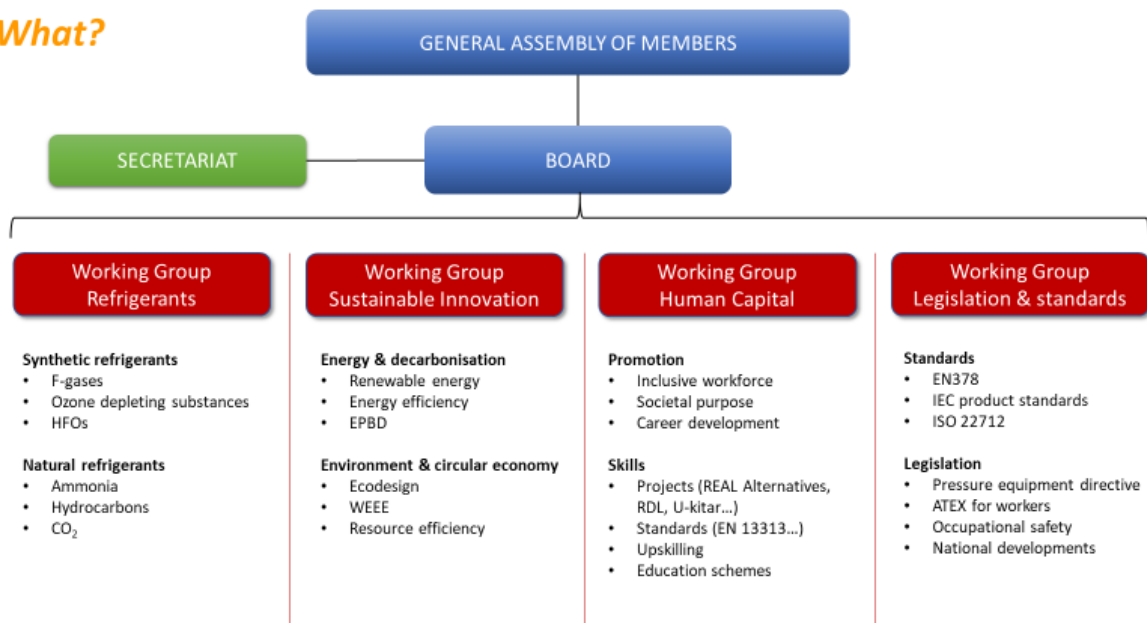 What?
GENERAL ASSEMBLY OF MEMBERS
SECRETARIAT
BOARD
Working Group
Refrigerants
Synthetic refrigerants
• F-gases
• Ozone depleting substances
• HFOs
Natural refrigerants
• Ammonia
• Hydrocarbons
• CO₂
Working Group
Sustainable Innovation
Energy & decarbonisation
• Renewable energy
• Energy efficiency
• EPBD
Environment & circular economy
• Ecodesign
• WEEE
• Resource efficiency
Working Group
Human Capital
Promotion
• Inclusive workforce
• Societal purpose
• Career development
Skills
• Projects (REAL Alternatives,
RDL, U-kitar...)
• Standards (EN 13313...)
• Upskilling
• Education schemes
Working Group
Legislation & standards
Standards
• EN378
• IEC product standards
• ISO 22712
Legislation
• Pressure equipment directive
• ATEX for workers
• Occupational safety
• National developments